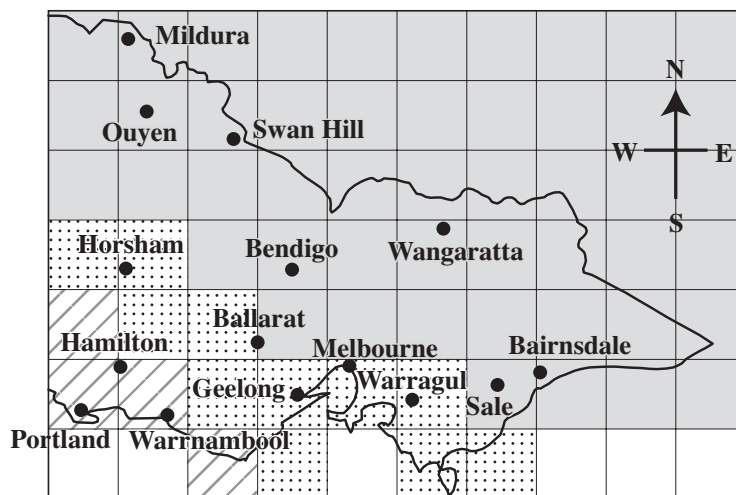 Mildura
N
Ouyen
Swan Hill
W E
S
Horsham
Bendigo
Wangaratta
Ballarat
Hamilton
Melbourne
Bairnsdale
Geelong
Warragul
Sale
Portland
Warrnambool